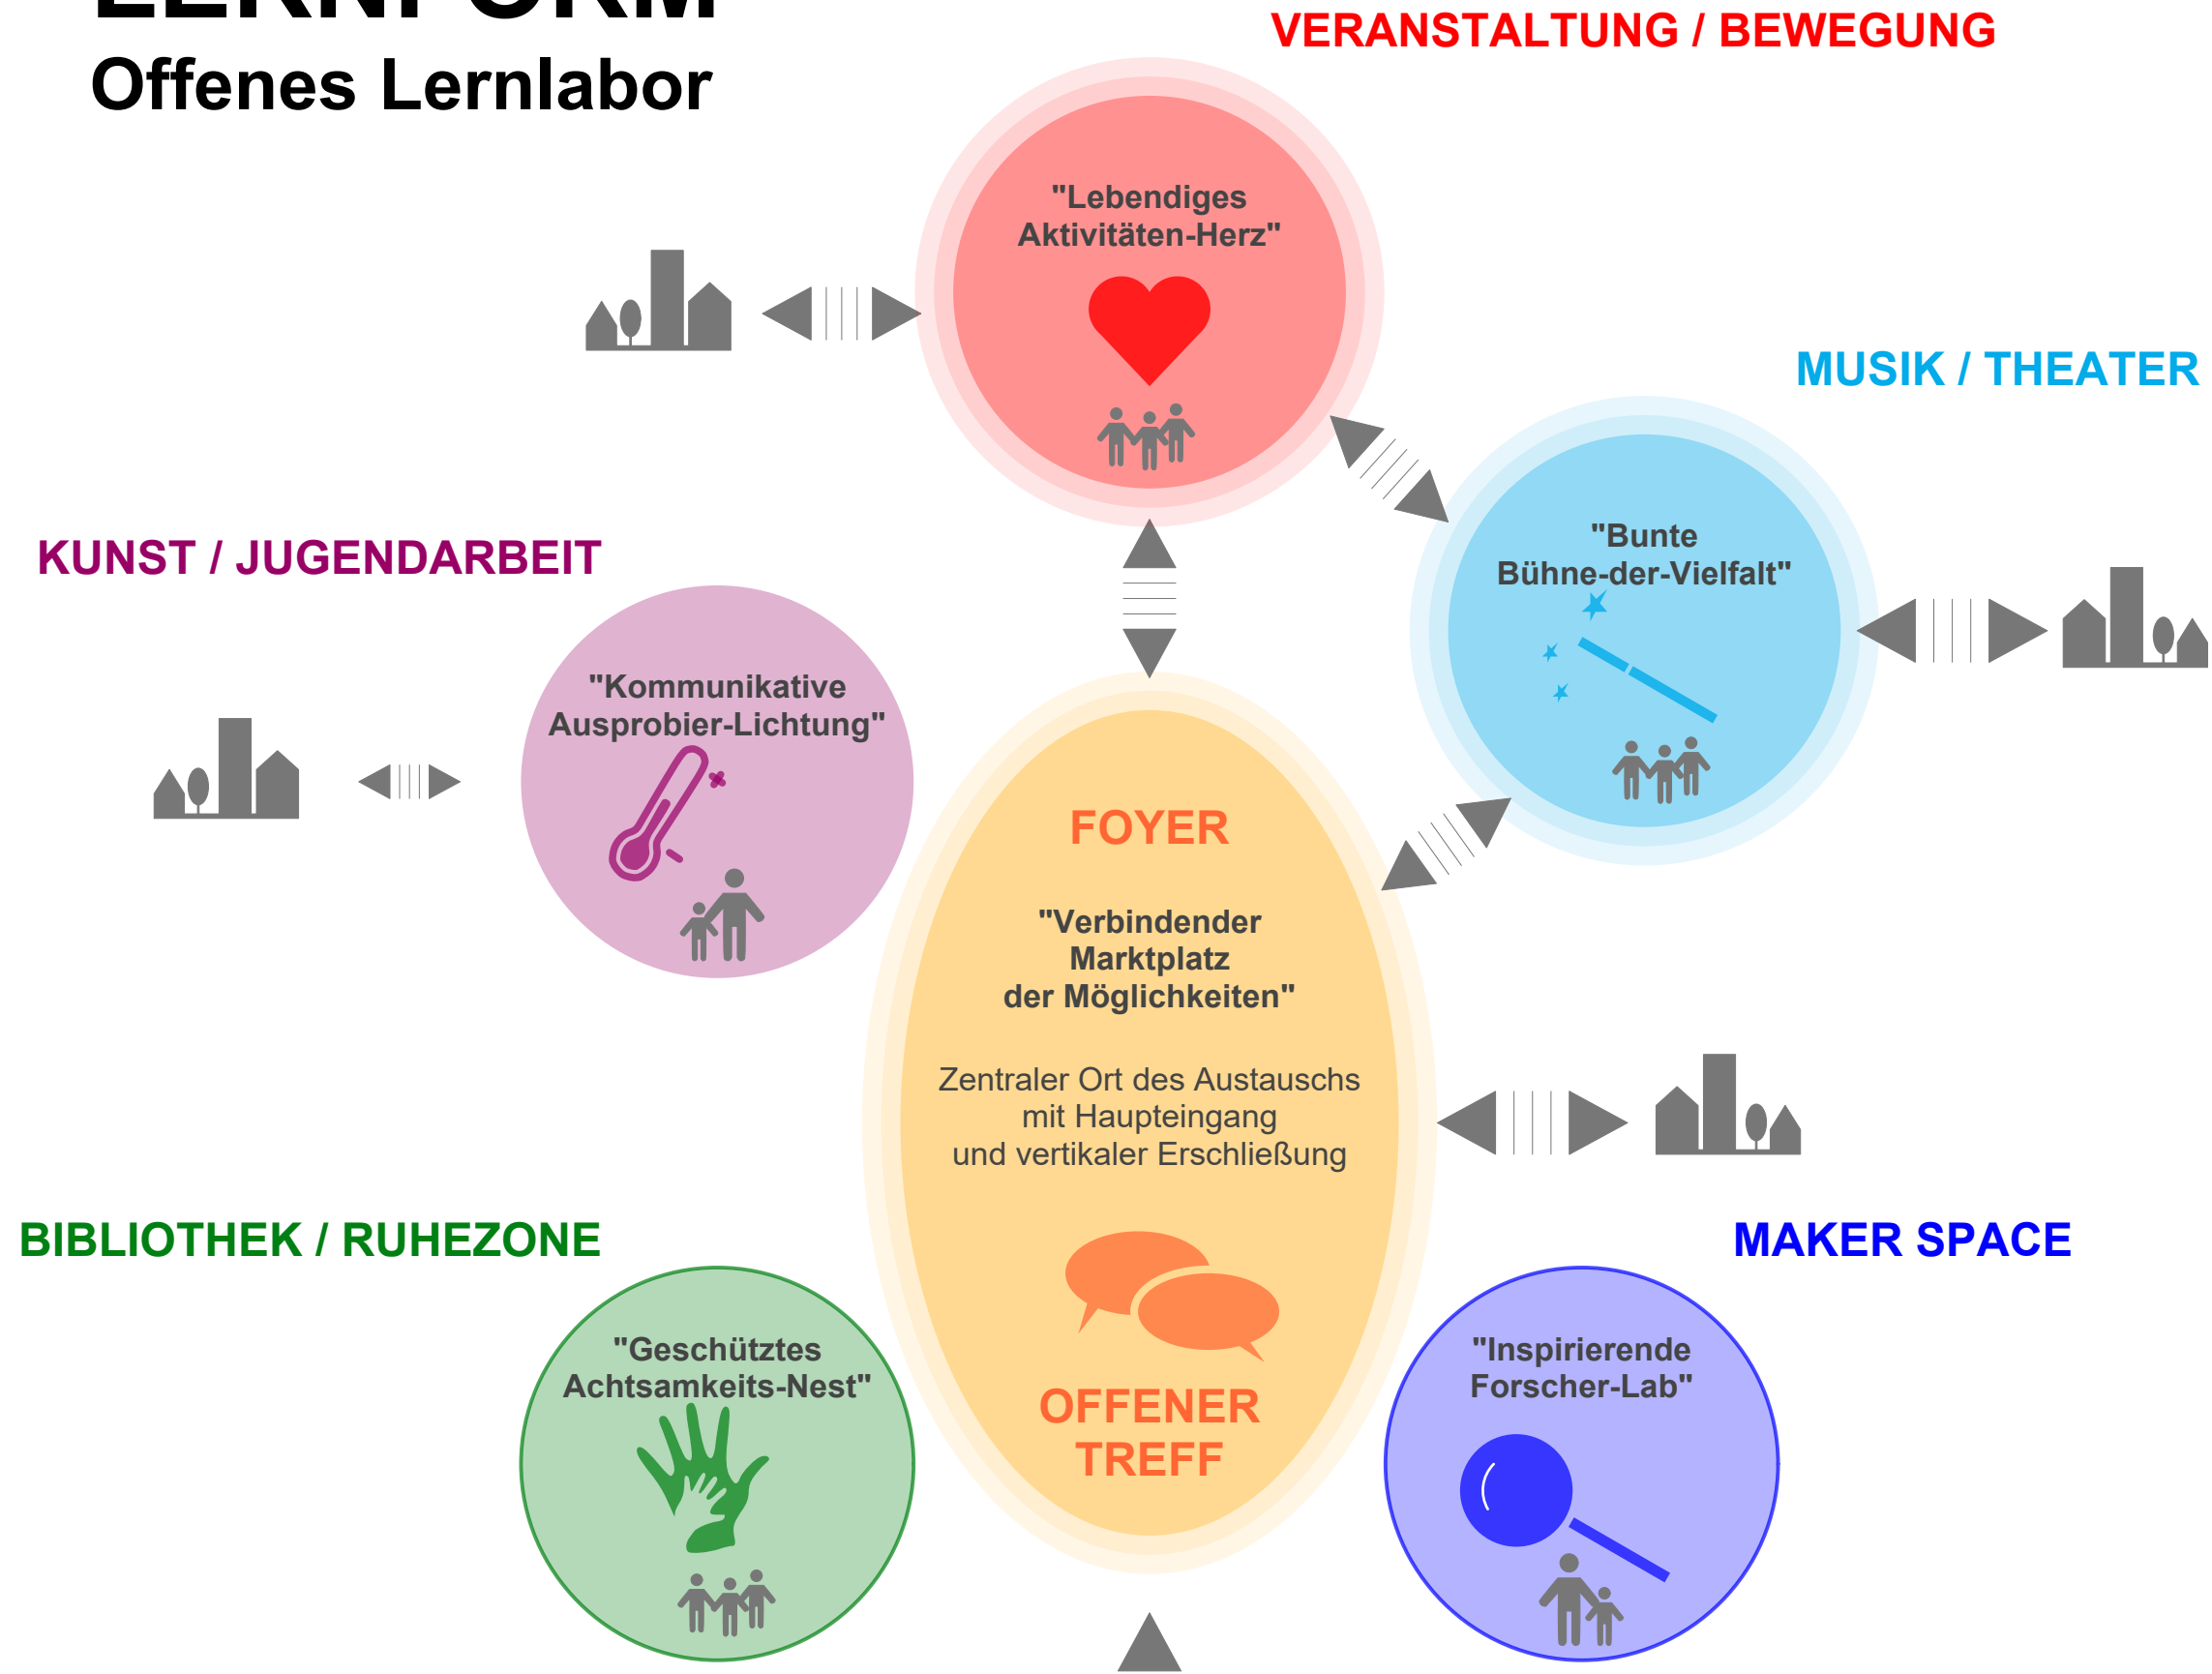 LERNFORM
Offenes Lernlabor
VERANSTALTUNG / BEWEGUNG
"Lebendiges
Aktivitäten-Herz"
MUSIK / THEATER
"Bunte
Bühne-der-Vielfalt"
KUNST / JUGENDARBEIT
"Kommunikative
Ausprobier-Lichtung"
FOYER
"Verbindender
Marktplatz
der Möglichkeiten"
Zentraler Ort des Austauschs
mit Haupteingang
und vertikaler Erschließung
OFFENER
TREFF
BIBLIOTHEK / RUHEZONE
"Geschütztes
Achtsamkeits-Nest"
MAKER SPACE
"Inspirierende
Forscher-Lab"